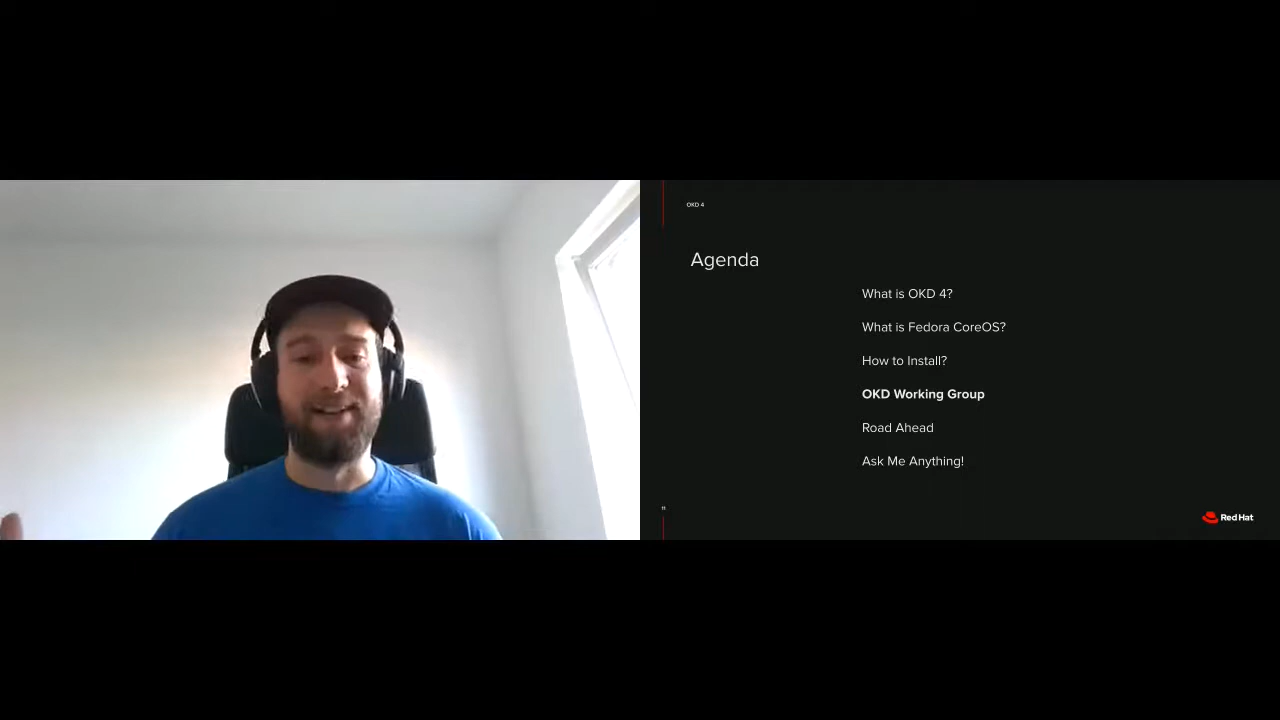 OKD 4
Agenda
What is OKD 4?
What is Fedora CoreOS?
How to Install?
OKD Working Group
Road Ahead
Ask Me Anything!
11
Red Hat